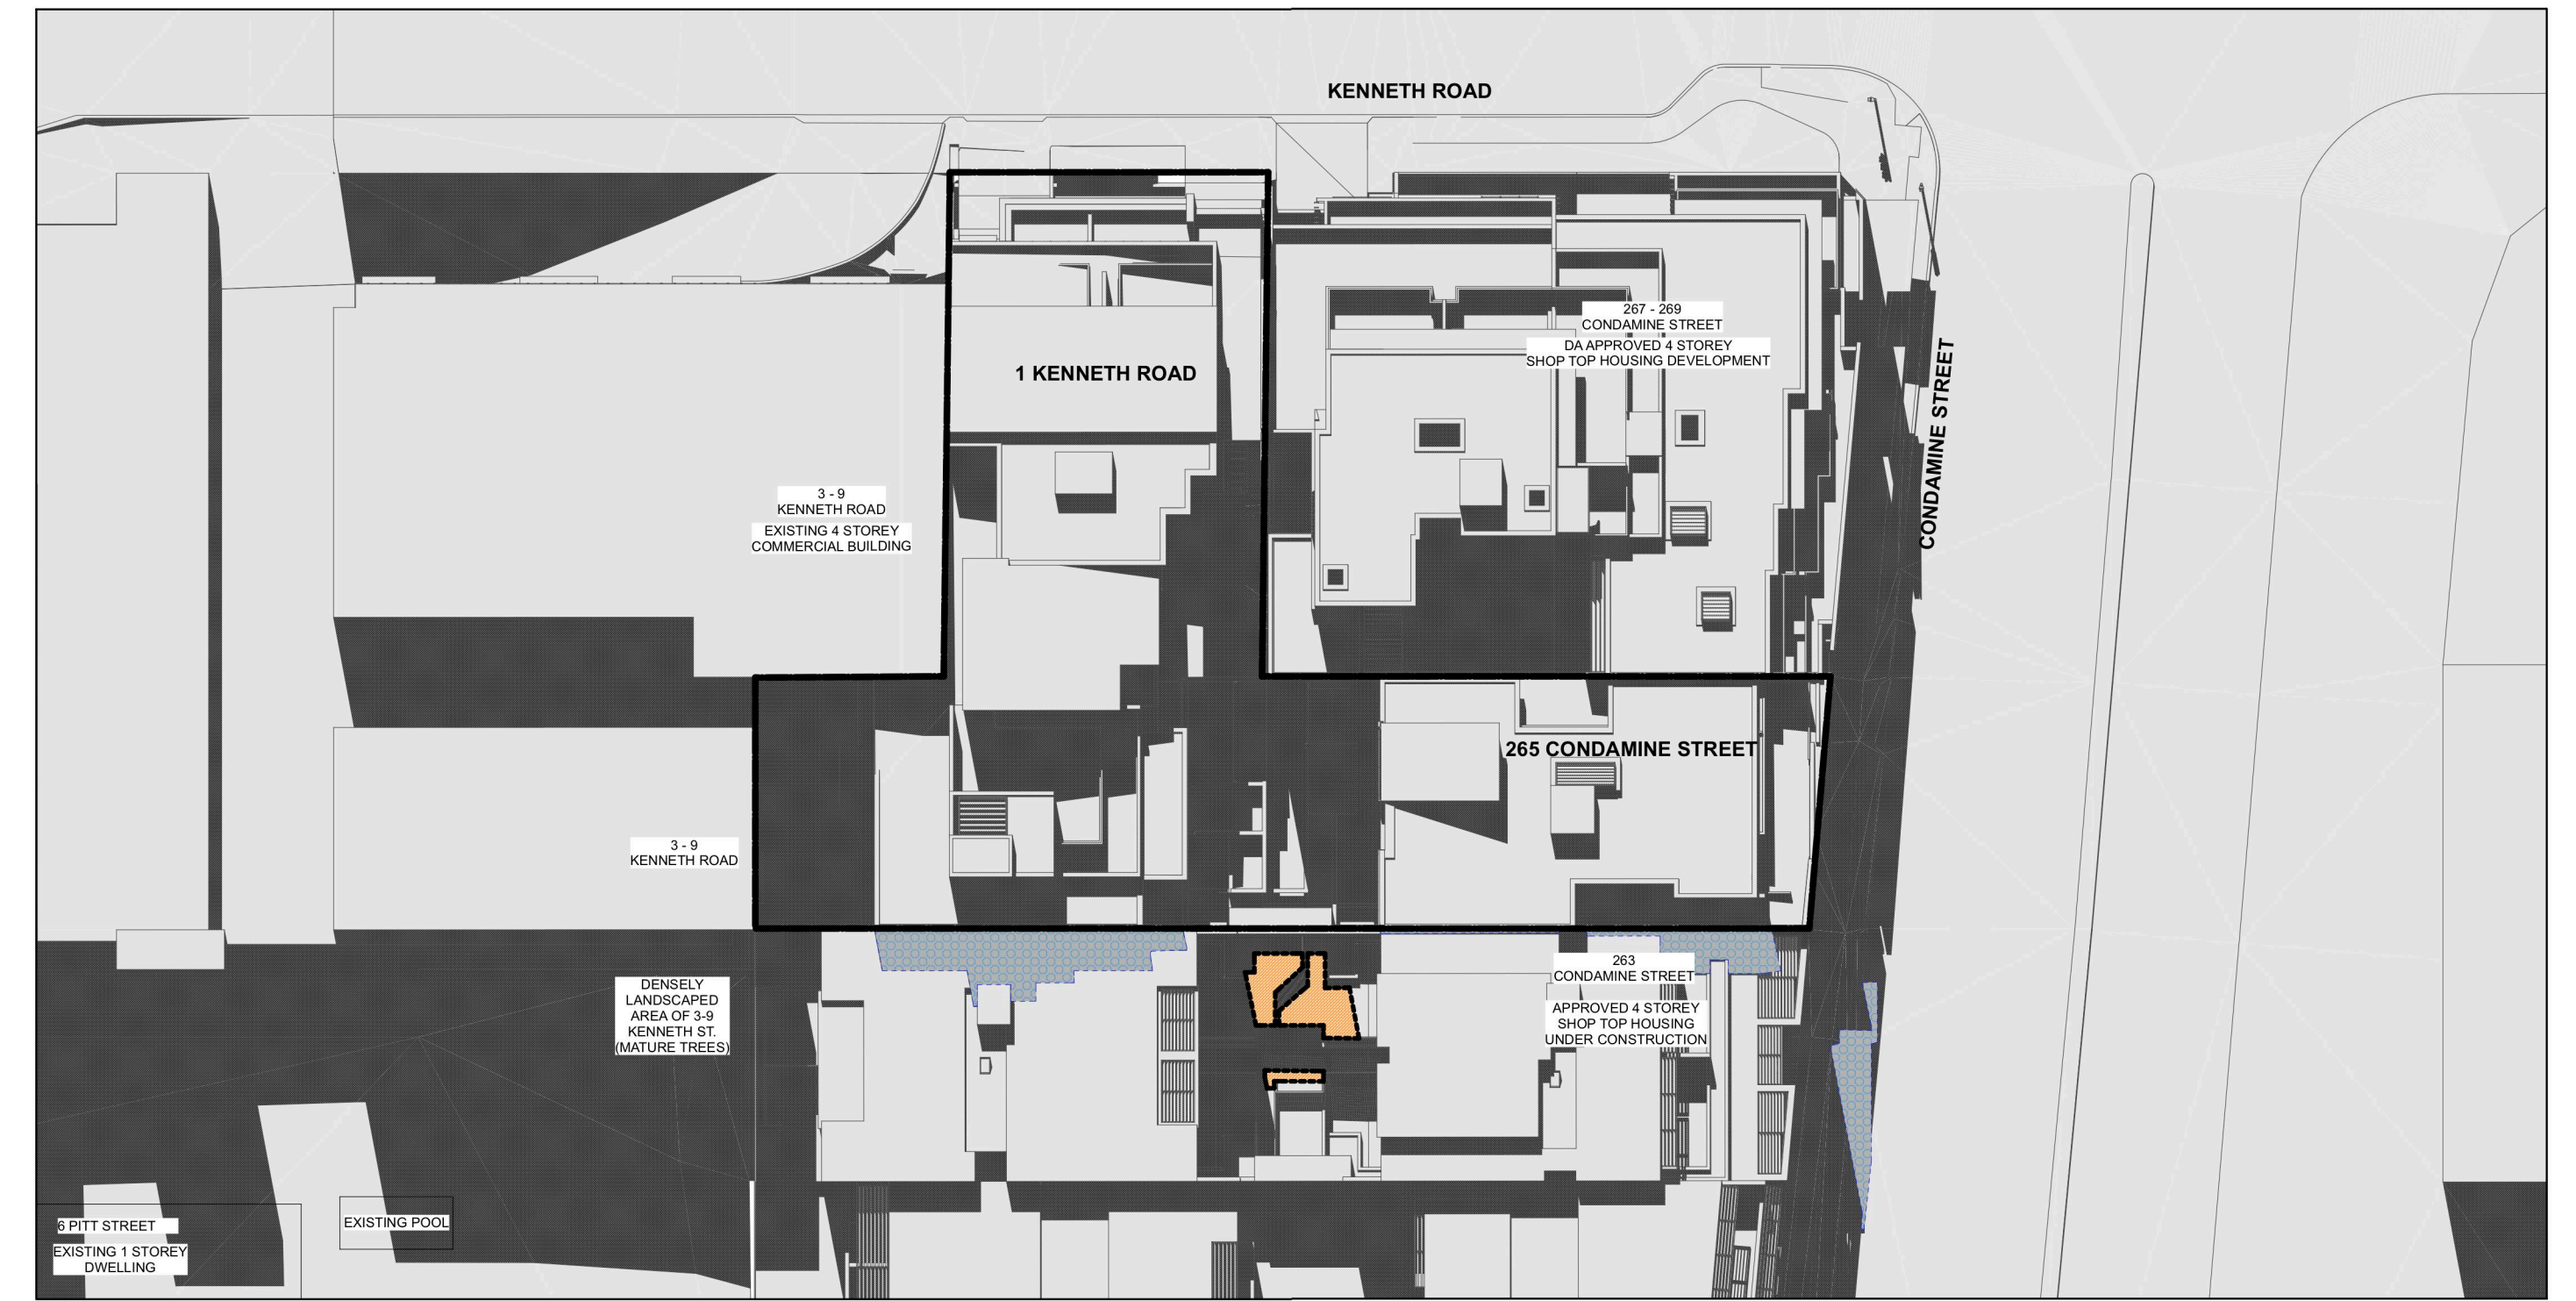 KENNETH ROAD
267 - 269
CONDAMINE STREET
DA APPROVED 4 STOREY
SHOP TOP HOUSING DEVELOPMENT
1 KENNETH ROAD
CONDAMINE STREET
3 - 9
KENNETH ROAD
EXISTING 4 STOREY
COMMERCIAL BUILDING
265 CONDAMINE STREET
3 - 9
KENNETH ROAD
263
CONDAMINE STREET
APPROVED 4 STOREY
SHOP TOP HOUSING
UNDER CONSTRUCTION
DENSELY
LANDSCAPED
AREA OF 3-9
KENNETH ST.
(MATURE TREES)
6 PITT STREET
EXISTING 1 STOREY
DWELLING
EXISTING POOL